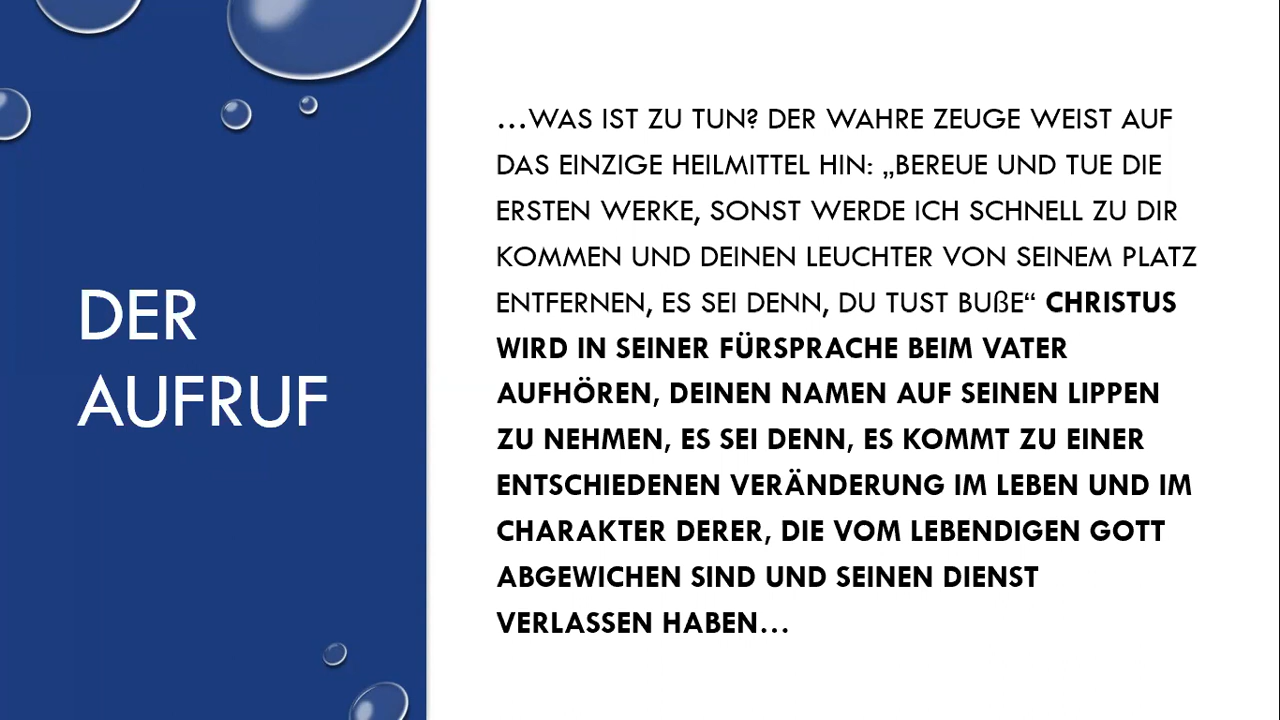 DER
AUFRUF
…WAS IST ZU TUN? DER WAHRE ZEUGE WEIST AUF
DAS EINZIGE HEILMITTEL HIN: „BEREUE UND TUE DIE
ERSTEN WERKE, SONST WERDE ICH SCHNELL ZU DIR
KOMMEN UND DEINEN LEUCHTER VON SEINEM PLATZ
ENTFERNEN, ES SEI DENN, DU TUST BUßE“ CHRISTUS
WIRD IN SEINER FÜRSPRACHE BEIM VATER
AUFHÖREN, DEINEN NAMEN AUF SEINEN LIPPEN
ZU NEHMEN, ES SEI DENN, ES KOMMT ZU EINER
ENTSCHIEDENEN VERÄNDERUNG IM LEBEN UND IM
CHARAKTER DERER, DIE VOM LEBENDIGEN GOTT
ABGEWICHEN SIND UND SEINEN DIENST
VERLASSEN HABEN…